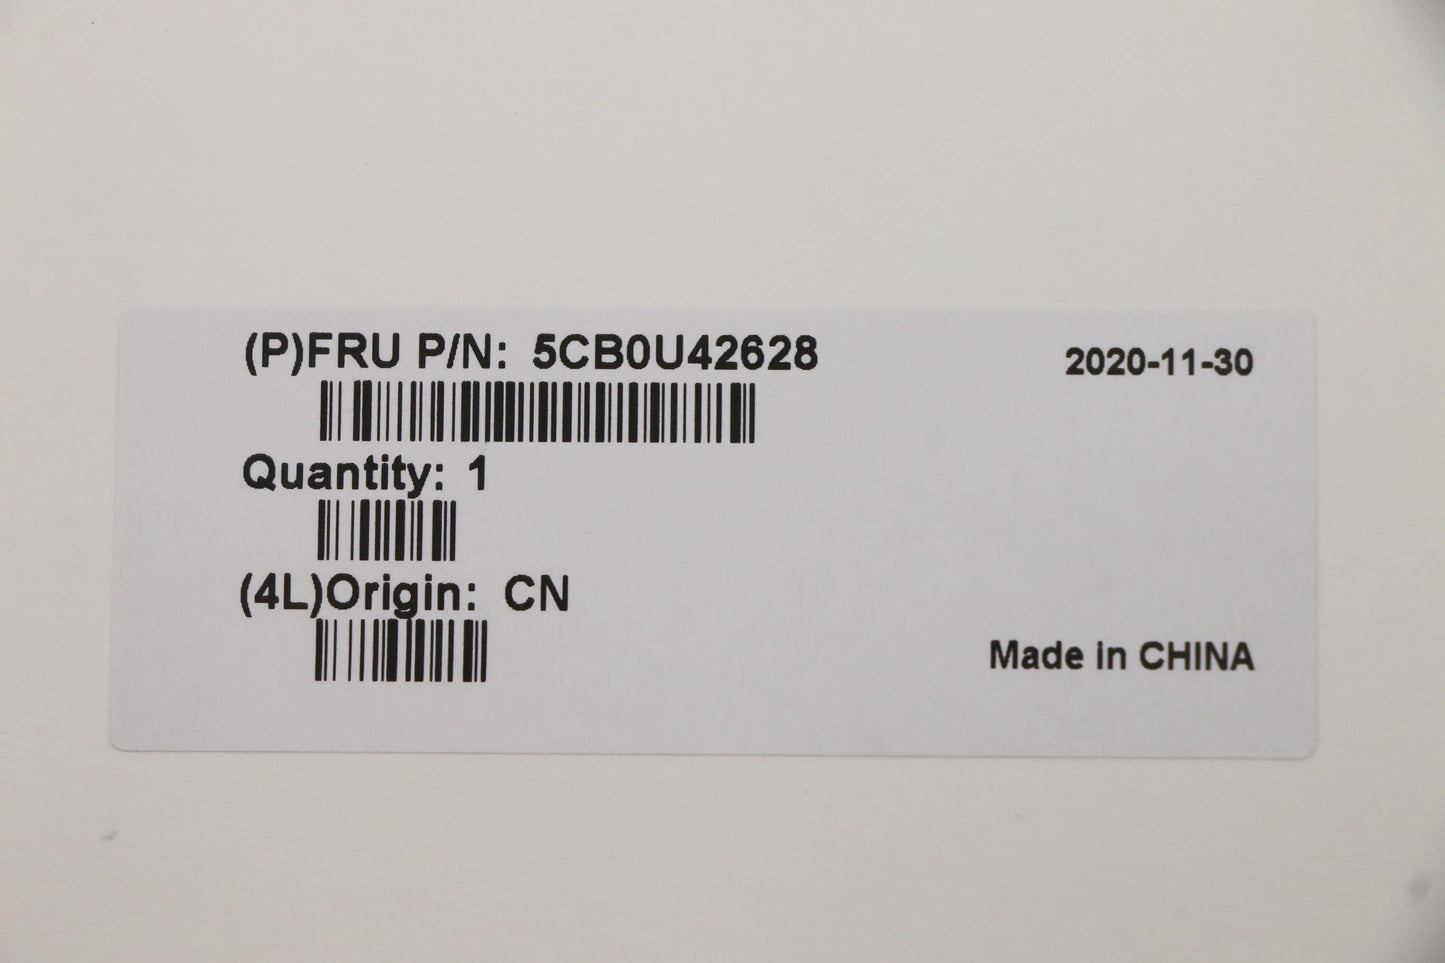 (P)FRU P/N: 5CB0U42628
2020-11-30
Quantity: 1
(4L)Origin: CN
Made in CHINA